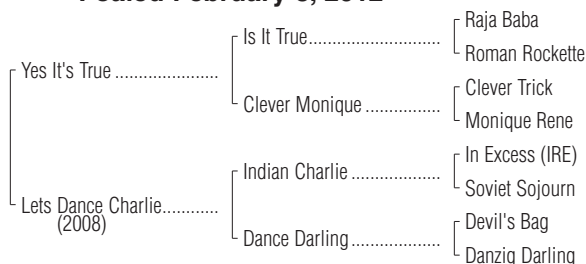 Foaled February 2012
Raja Baba
Is It True.................................
Roman Rockette
Yes It's True .....................
Clever Trick
Clever Monique ...............
Monique Rene
In Excess (IRE)
Indian Charlie ..................
Soviet Sojourn
Lets Dance Charlie...........
Devil's Bag
(2008)
Dance Darling..................
Danzig Darling